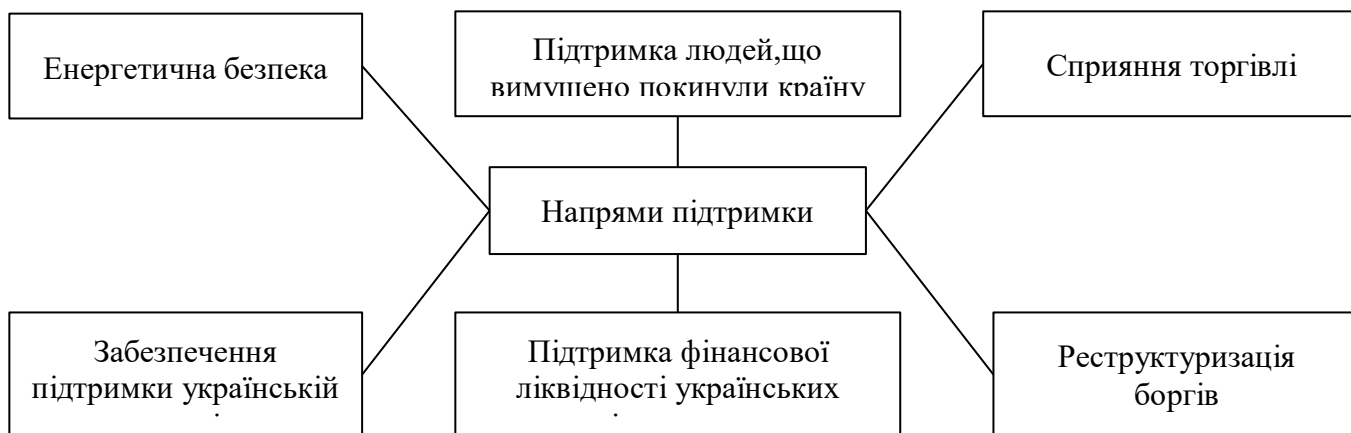 Енергетична безпека
Підтримка людей,що
вимушено покинули країну
Сприяння торгівлі
Напрями підтримки
Забезпечення
підтримки українській
Підтримка фінансової
ліквідності українських
Реструктуризація
боргів